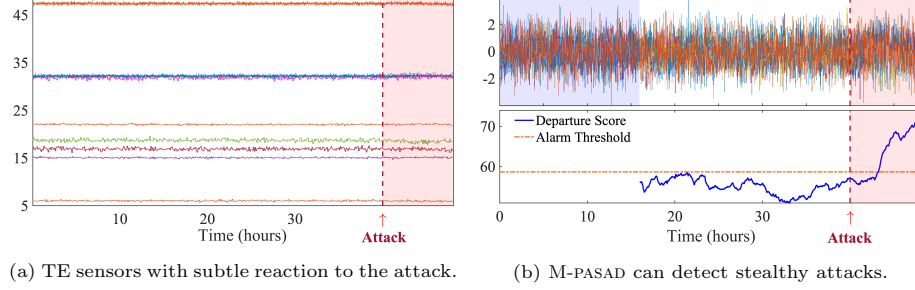 45
35
25
15
5
10
20
30
Time (hours)
Attack
(a) TE sensors with subtle reaction to the attack.
2
0
-2
Departure Score
Alarm Threshold
70
60
0
10
20
30
Time (hours)
Attack
(b) M-PASAD can detect stealthy attacks.